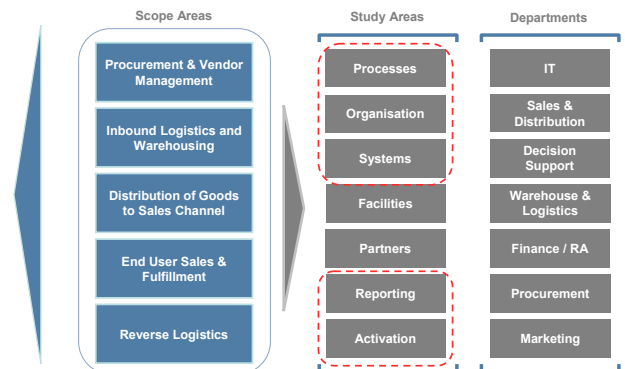 Scope Areas
Procurement & Vendor
Management
Inbound Logistics and
Warehousing
Distribution of Goods
to Sales Channel
End User Sales &
Fulfillment
Reverse Logistics
Study Areas
Processes
Organisation
Systems
Facilities
Partners
Reporting
Activation
Departments
IT
Sales &
Distribution
Decision
Support
Warehouse &
Logistics
Finance / RA
Procurement
Marketing